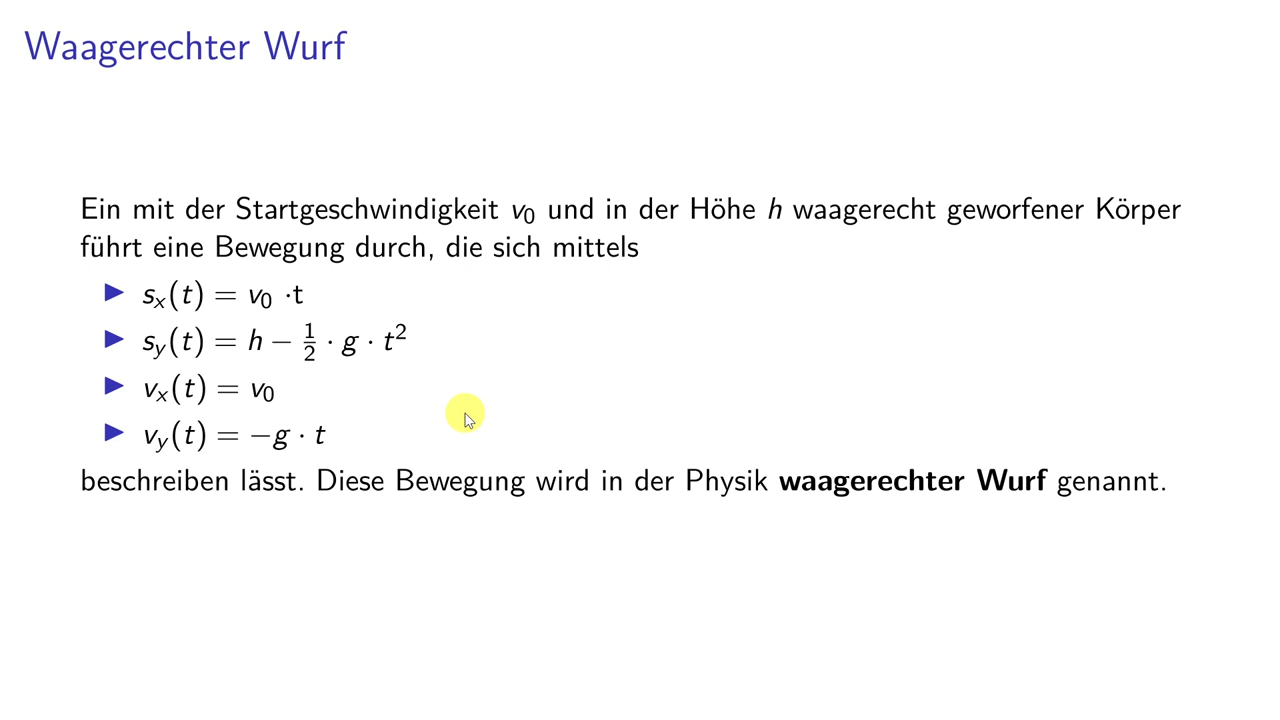 Waagerechter Wurf
Ein mit der Startgeschwindigkeit v₀ und in der Höhe h waagerecht geworfener Körper
führt eine Bewegung durch, die sich mittels
▶ sₓ(t) = v₀ ·t
▶ s_y(t) = h − ½ · g · t²
▶ vₓ(t) = v₀
▶ v_y(t) = −g · t
beschreiben lässt. Diese Bewegung wird in der Physik waagerechter Wurf genannt.